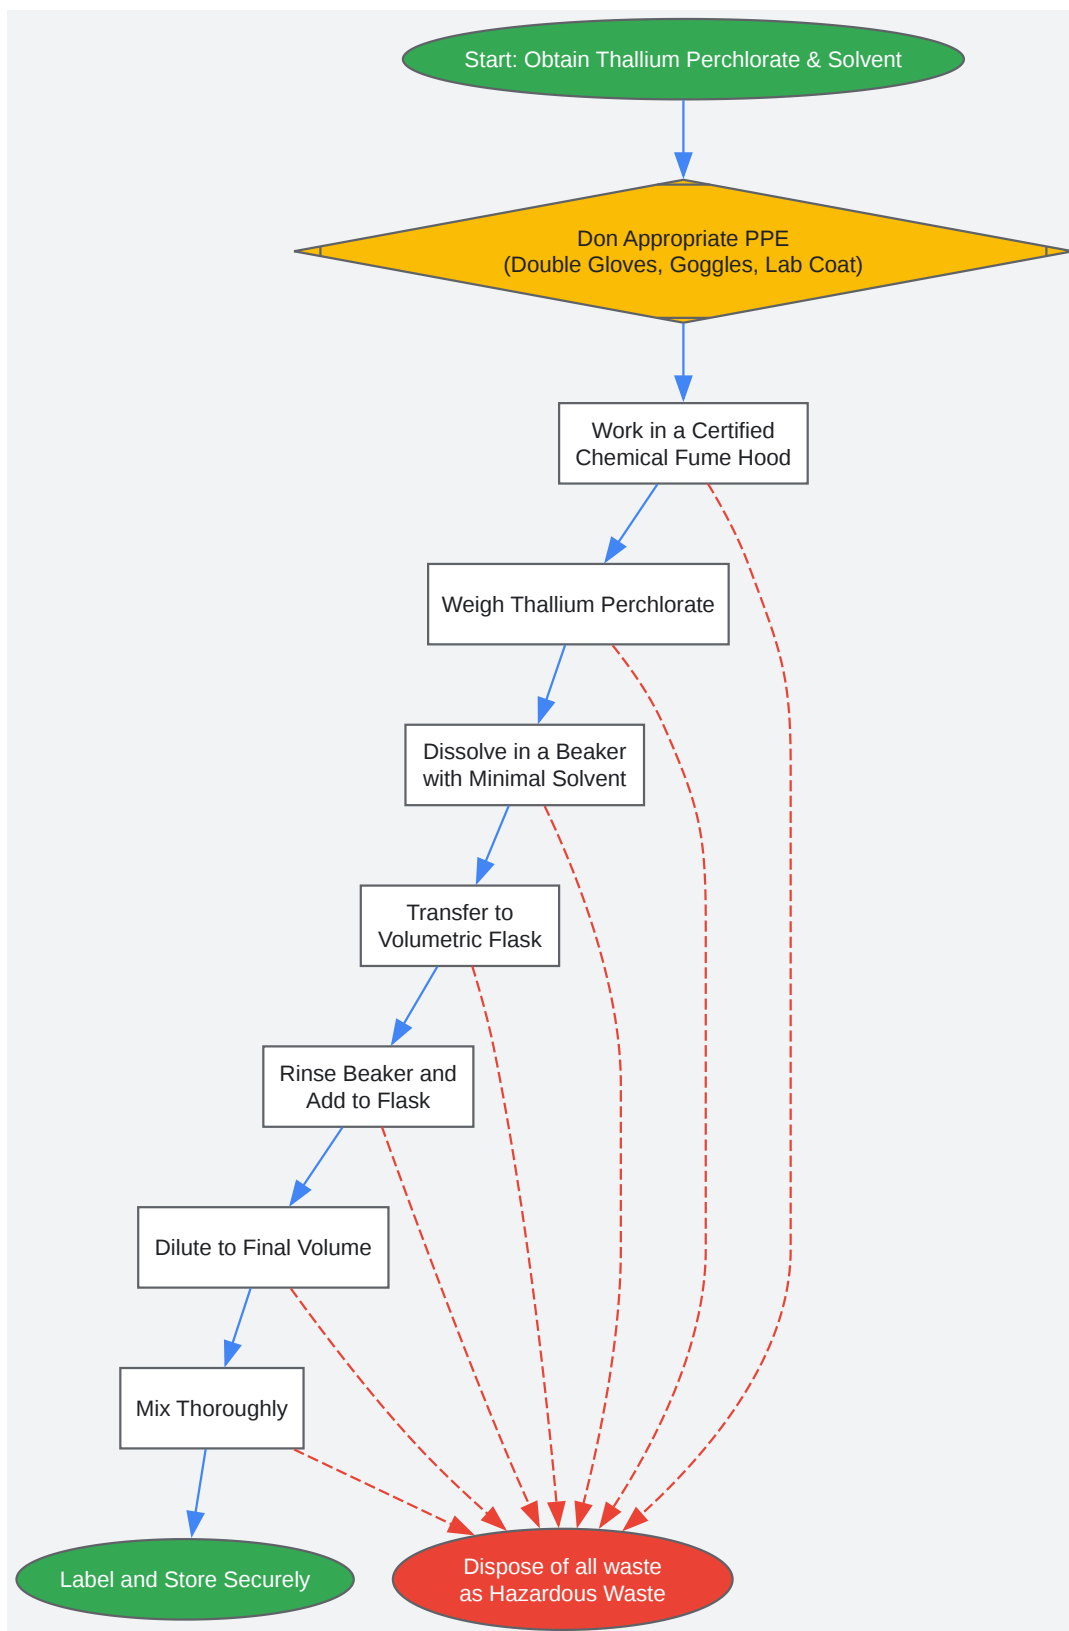 Start: Obtain Thallium Perchlorate & Solvent
Don Appropriate PPE
(Double Gloves, Goggles, Lab Coat)
Work in a Certified
Chemical Fume Hood
Weigh Thallium Perchlorate
Dissolve in a Beaker
with Minimal Solvent
Transfer to
Volumetric Flask
Rinse Beaker and
Add to Flask
Dilute to Final Volume
Mix Thoroughly
Label and Store Securely
Dispose of all waste
as Hazardous Waste